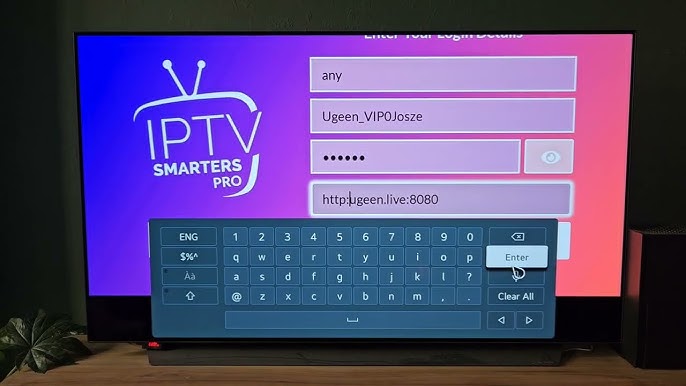 Enter Your Login Details
IPTV
SMARTERS
PRO
any
Ugeen_VIP0Josze
••••••
http:ugeen.live:8080
ENG 1 2 3 4 5 6 7 8 9 0
$%^ q w e r t y u i o p Enter
Àà a s d f g h j k l
@ z x c v b n m , . Clear All